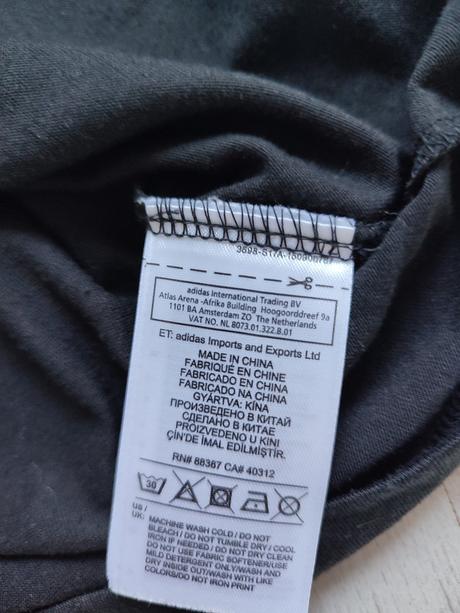 adidas International Trading BV
Atlas Arena -Afrika Building Hoogoorddreef 9a
1101 BA Amsterdam ZO The Netherlands
VAT NO. NL 8073.01.322.B.01
ET: adidas Imports and Exports Ltd
MADE IN CHINA
FABRIQUÉ EN CHINE
FABRICADO EN CHINA
FABRICADO NA CHINA
GYÁRTVA: KÍNA
ПРОИЗВЕДЕНО В КИТАЙ
СДЕЛАНО В КИТАЕ
PROIZVEDENO U KINI
ÇİN'DE İMAL EDİLMİŞTİR.
RN# 88387 CA# 40312
30
US /
UK: MACHINE WASH COLD / DO NOT
BLEACH / DO NOT TUMBLE DRY / COOL
IRON IF NEEDED / DO NOT DRY CLEAN
DO NOT USE FABRIC SOFTENER/USE
MILD DETERGENT ONLY/WASH AND
DRY INSIDE OUT/WASH WITH LIKE
COLORS/DO NOT IRON PRINT